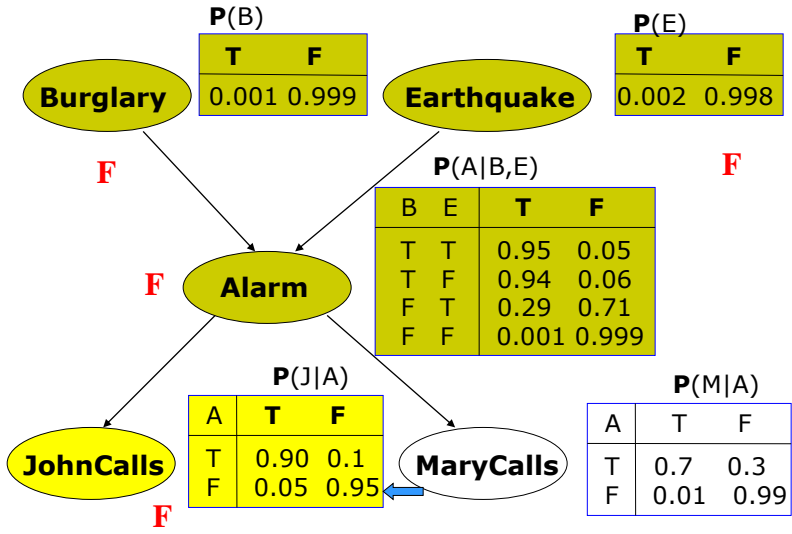 P(B)
T F
0.001 0.999
Burglary
P(E)
T F
0.002 0.998
Earthquake
F
F
P(A|B,E)
B E T F
T T 0.95 0.05
T F 0.94 0.06
F T 0.29 0.71
F F 0.001 0.999
F
Alarm
P(J|A)
A T F
T 0.90 0.1
F 0.05 0.95
JohnCalls
F
MaryCalls
P(M|A)
A T F
T 0.7 0.3
F 0.01 0.99